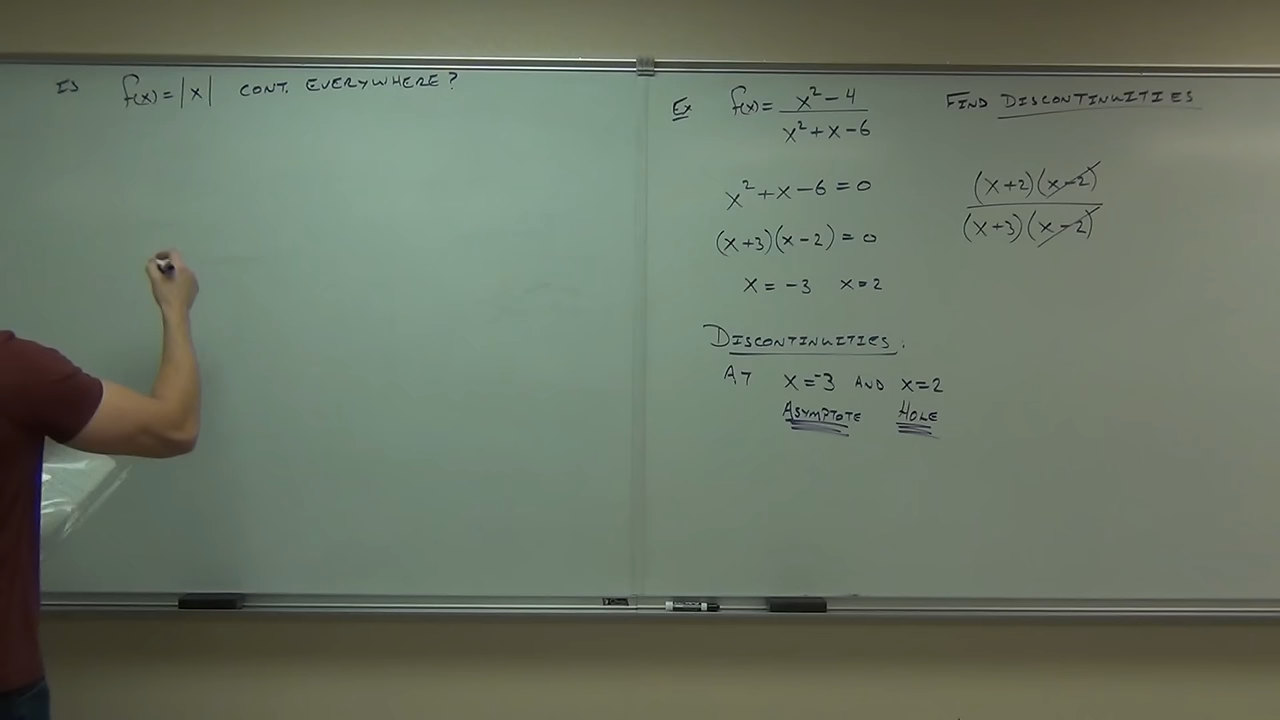 Is f(x)=|x| CONT. EVERYWHERE?
Ex f(x)= x²-4 / x²+x-6 FIND DISCONTINUITIES
x²+x-6=0
(x+3)(x-2)=0
x=-3 x=2
(x+2)(x-2)
(x+3)(x-2)
DISCONTINUITIES:
AT x=-3 AND x=2
ASYMPTOTE HOLE